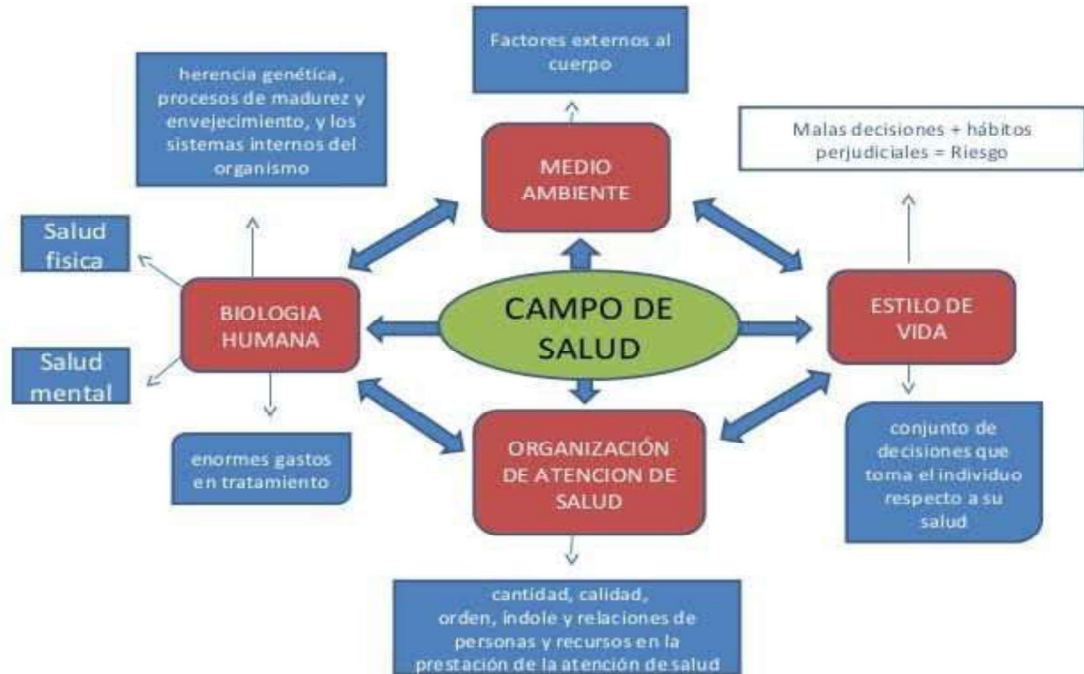 Factores externos al
cuerpo
herencia genética,
procesos de madurez y
envejecimiento, y los
sistemas internos del
organismo
Malas decisiones + hábitos
perjudiciales = Riesgo
MEDIO
AMBIENTE
Salud
fisica
BIOLOGIA
HUMANA
CAMPO DE
SALUD
ESTILO DE
VIDA
Salud
mental
enormes gastos
en tratamiento
ORGANIZACIÓN
DE ATENCION DE
SALUD
conjunto de
decisiones que
toma el individuo
respecto a su
salud
cantidad, calidad,
orden, índole y relaciones de
personas y recursos en la
prestación de la atención de salud